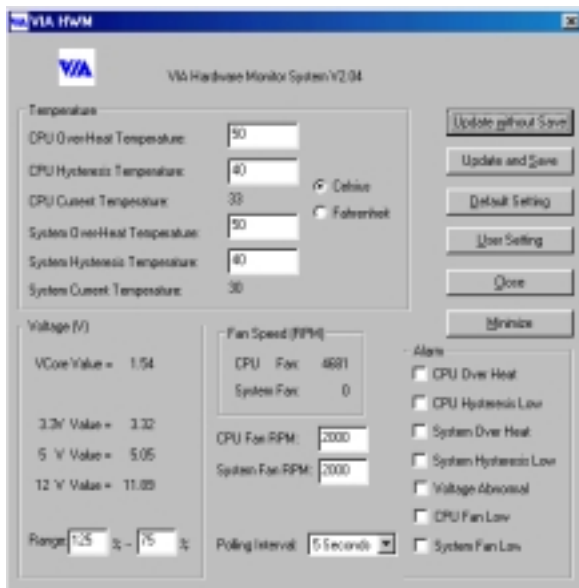 VIA HWM
VIA
VIA Hardware Monitor System V2.04
Temperature
CPU Over-Heat Temperature: 50
CPU Hysteresis Temperature: 40
CPU Current Temperature: 33
System Over-Heat Temperature: 50
System Hysteresis Temperature: 40
System Current Temperature: 30
Celsius
Fahrenheit
Update without Save
Update and Save
Default Setting
User Setting
Close
Minimize
Voltage (V)
VCore Value = 1.54
3.3V Value = 3.32
5 V Value = 5.05
12 V Value = 11.89
Range: 125 % ~ 75 %
Fan Speed (RPM)
CPU Fan: 4681
System Fan: 0
CPU Fan RPM: 2000
System Fan RPM: 2000
Polling Interval: 5 Seconds
Alarm
CPU Over Heat
CPU Hysteresis Low
System Over Heat
System Hysteresis Low
Voltage Abnormal
CPU Fan Low
System Fan Low